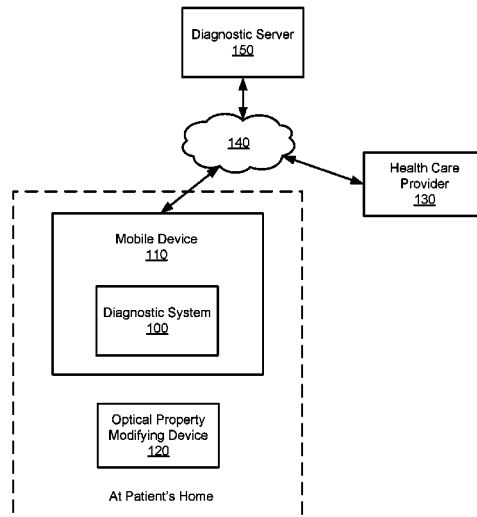 Diagnostic Server
150
140
Health Care
Provider
130
Mobile Device
110
Diagnostic System
100
Optical Property
Modifying Device
120
At Patient's Home